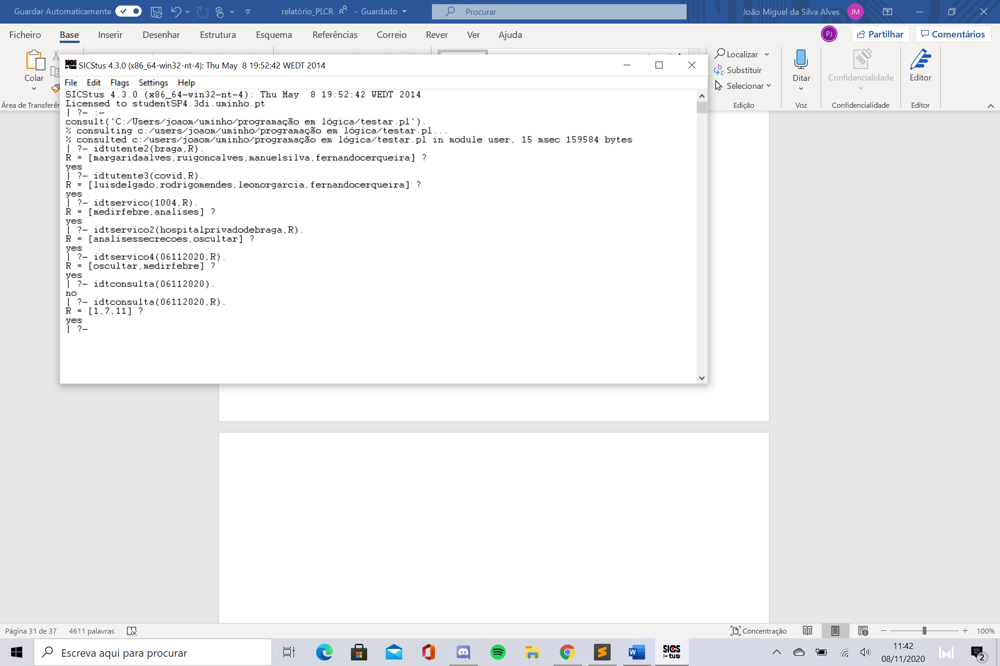 Guardar Automaticamente
relatório_PLCR - Guardado
Procurar
João Miguel da Silva Alves JM
Ficheiro Base Inserir Desenhar Estrutura Esquema Referências Correio Rever Ver Ajuda
PJ Partilhar Comentários
Colar
Área de Transferên
Localizar
Substituir
Selecionar
Edição
Ditar
Voz
Confidencialidade
Confidencialidade
Editor
Editor
SICStus 4.3.0 (x86_64-win32-nt-4): Thu May  8 19:52:42 WEDT 2014
File Edit Flags Settings Help
SICStus 4.3.0 (x86_64-win32-nt-4): Thu May  8 19:52:42 WEDT 2014
Licensed to studentSP4.3di.uminho.pt
| ?- :-
consult('C:/Users/joaom/uminho/programação em lógica/testar.pl').
% consulting c:/users/joaom/uminho/programação em lógica/testar.pl...
% consulted c:/users/joaom/uminho/programação em lógica/testar.pl in module user, 15 msec 159584 bytes
| ?- idtutente2(braga,R).
R = [margaridaalves,ruigoncalves,manuelsilva,fernandocerqueira] ?
yes
| ?- idtutente3(covid,R).
R = [luisdelgado,rodrigomendes,leonorgarcia,fernandocerqueira] ?
yes
| ?- idtservico(1004,R).
R = [medirfebre,analises] ?
yes
| ?- idtservico2(hospitalprivadodebraga,R).
R = [analisessecrecoes,oscultar] ?
yes
| ?- idtservico4(06112020,R).
R = [oscultar,medirfebre] ?
yes
| ?- idtconsulta(06112020).
no
| ?- idtconsulta(06112020,R).
R = [1,7,11] ?
yes
| ?-
Página 31 de 37 4611 palavras
Concentração
100%
Escreva aqui para procurar
SICS
:- tus
11:42
08/11/2020
2